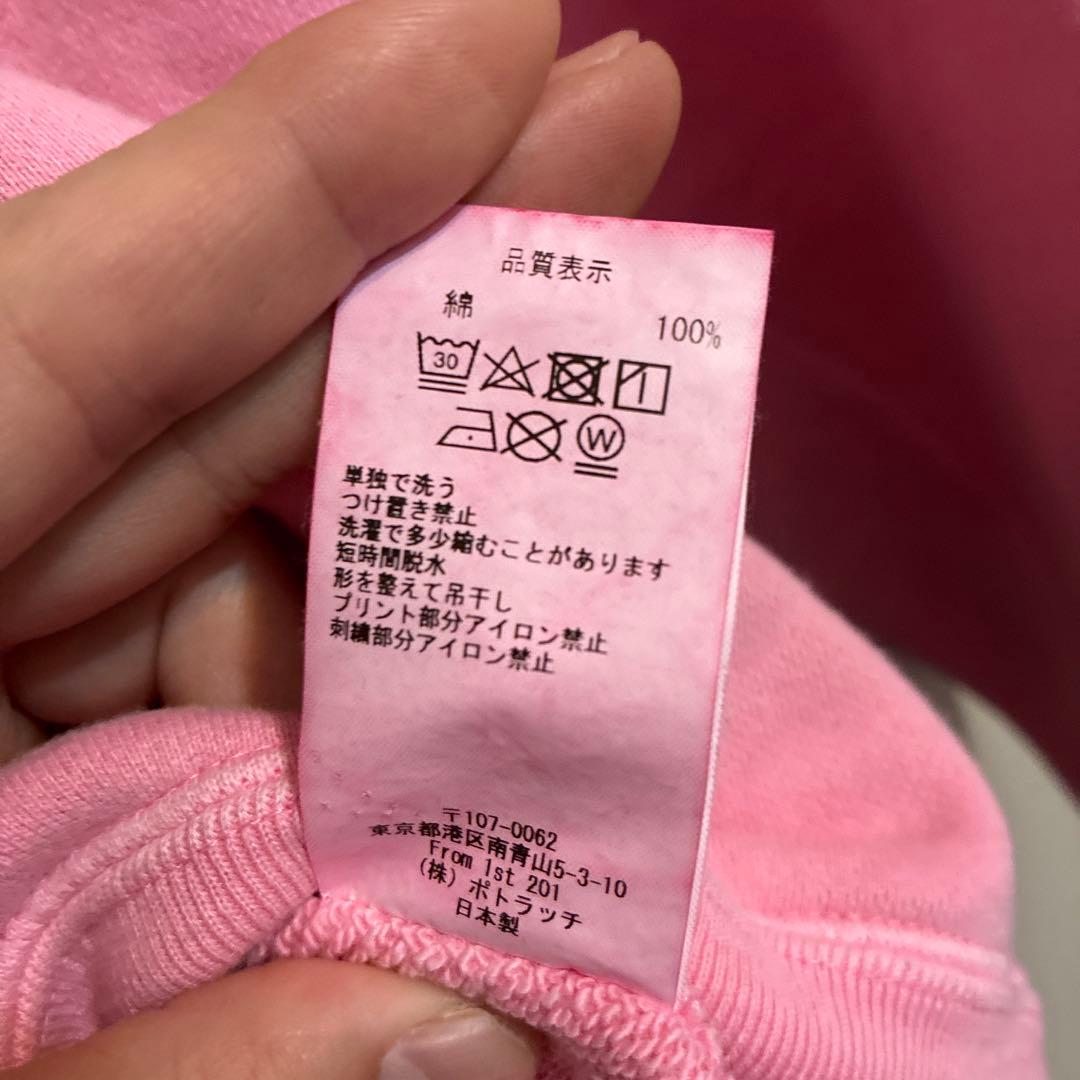 品質表示
綿 100%
30
W
単独で洗う
つけ置き禁止
洗濯で多少縮むことがあります
短時間脱水
形を整えて吊干し
プリント部分アイロン禁止
刺繍部分アイロン禁止
〒107-0062
東京都港区南青山5-3-10
From 1st 201
(株) ポトラッチ
日本製